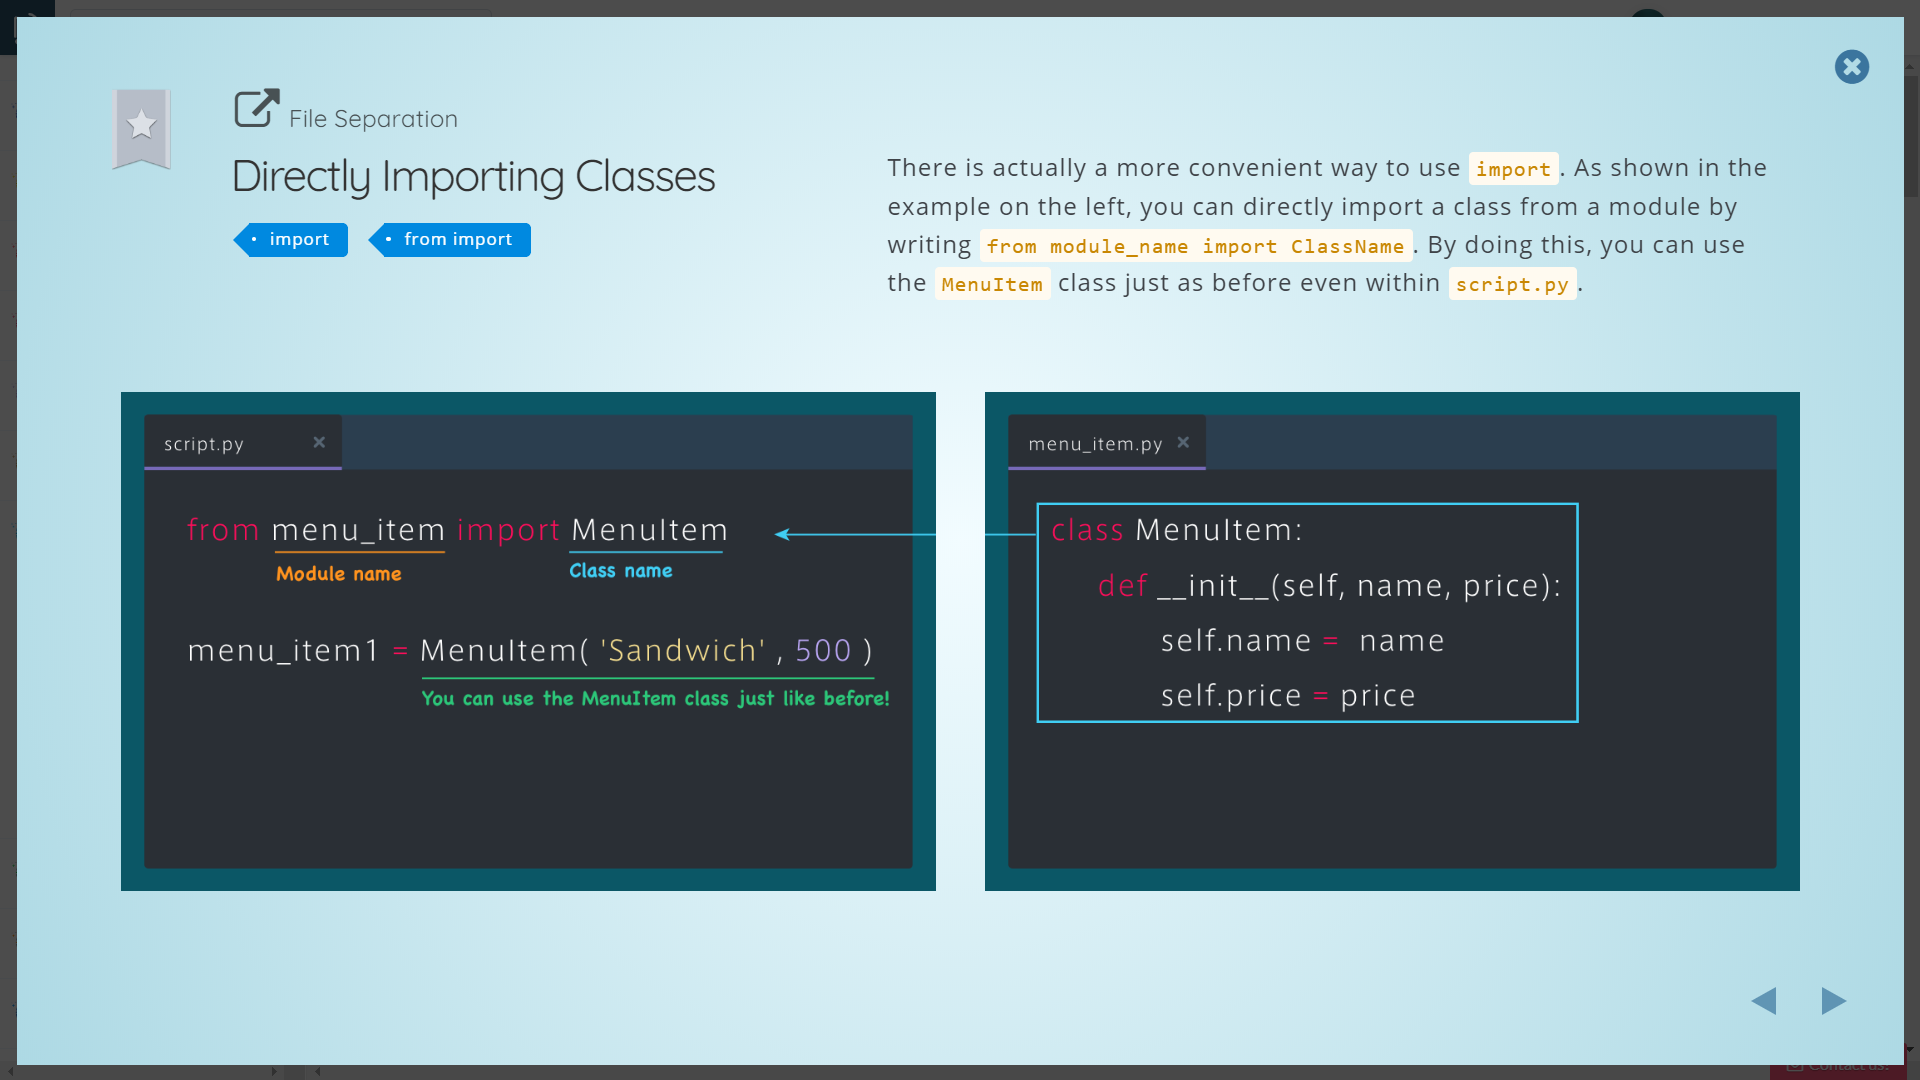 File Separation
Directly Importing Classes
import
from import
There is actually a more convenient way to use import. As shown in the
example on the left, you can directly import a class from a module by
writing from module_name import ClassName. By doing this, you can use
the MenuItem class just as before even within script.py.
script.py
from menu_item import MenuItem
Module name
Class name
menu_item1 = MenuItem( 'Sandwich' , 500 )
You can use the MenuItem class just like before!
menu_item.py
class MenuItem:
def __init__(self, name, price):
self.name = name
self.price = price
Contact us!